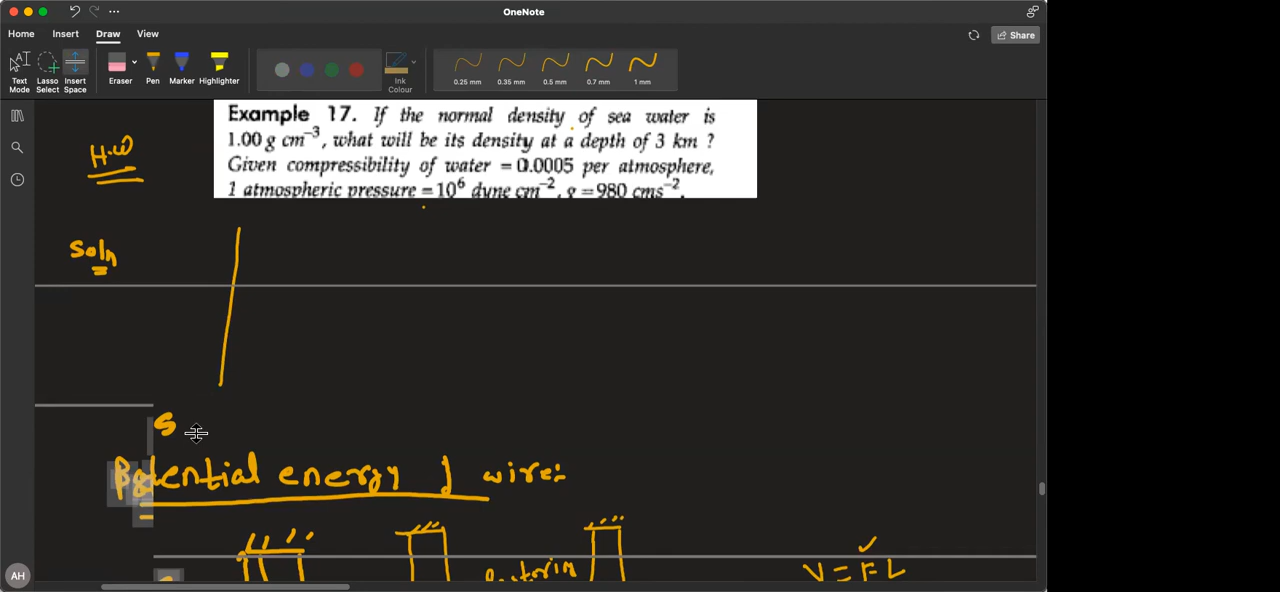 OneNote
Home Insert Draw View
Share
Text Mode Lasso Select Insert Space Eraser Pen Marker Highlighter Ink Colour 0.25 mm 0.35 mm 0.5 mm 0.7 mm 1 mm
H.W
Example 17. If the normal density of sea water is
1.00 g cm⁻³, what will be its density at a depth of 3 km ?
Given compressibility of water = 0.0005 per atmosphere,
1 atmospheric pressure = 10⁶ dyne cm⁻², g = 980 cms⁻².
Soln
S
Potential energy wire:
V = FL
AH